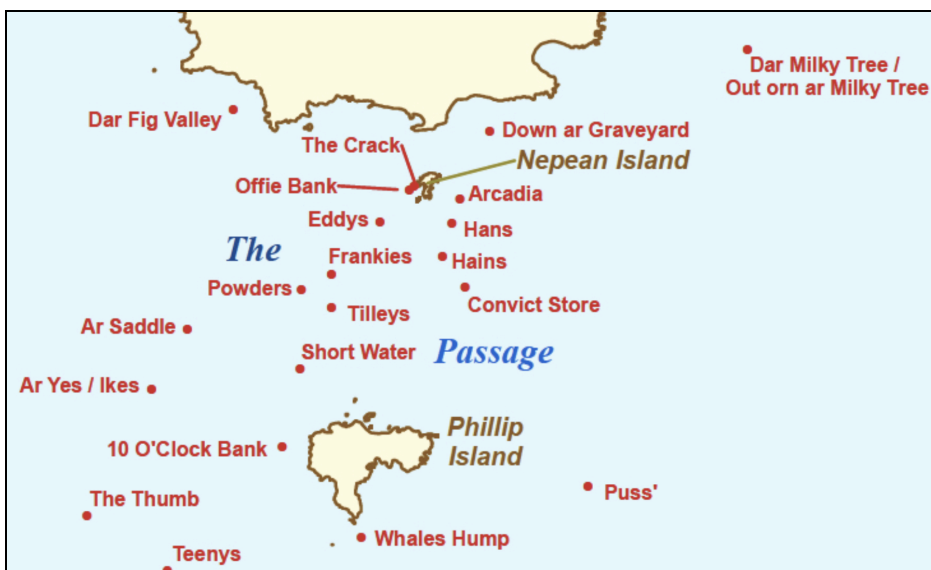 Dar Milky Tree /
Out orn ar Milky Tree
Dar Fig Valley
Down ar Graveyard
The Crack
Nepean Island
Offie Bank
Arcadia
Eddys
Hans
The
Frankies
Hains
Powders
Convict Store
Tilleys
Ar Saddle
Short Water
Passage
Ar Yes / Ikes
Phillip
Island
10 O'Clock Bank
The Thumb
Puss'
Whales Hump
Teenys